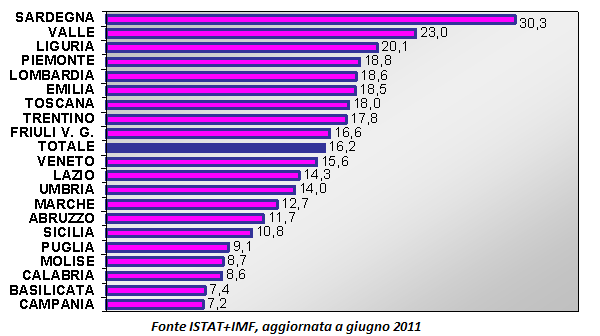 SARDEGNA 30,3
VALLE 23,0
LIGURIA 20,1
PIEMONTE 18,8
LOMBARDIA 18,6
EMILIA 18,5
TOSCANA 18,0
TRENTINO 17,8
FRIULI V. G. 16,6
TOTALE 16,2
VENETO 15,6
LAZIO 14,3
UMBRIA 14,0
MARCHE 12,7
ABRUZZO 11,7
SICILIA 10,8
PUGLIA 9,1
MOLISE 8,7
CALABRIA 8,6
BASILICATA 7,4
CAMPANIA 7,2
Fonte ISTAT+IMF, aggiornata a giugno 2011